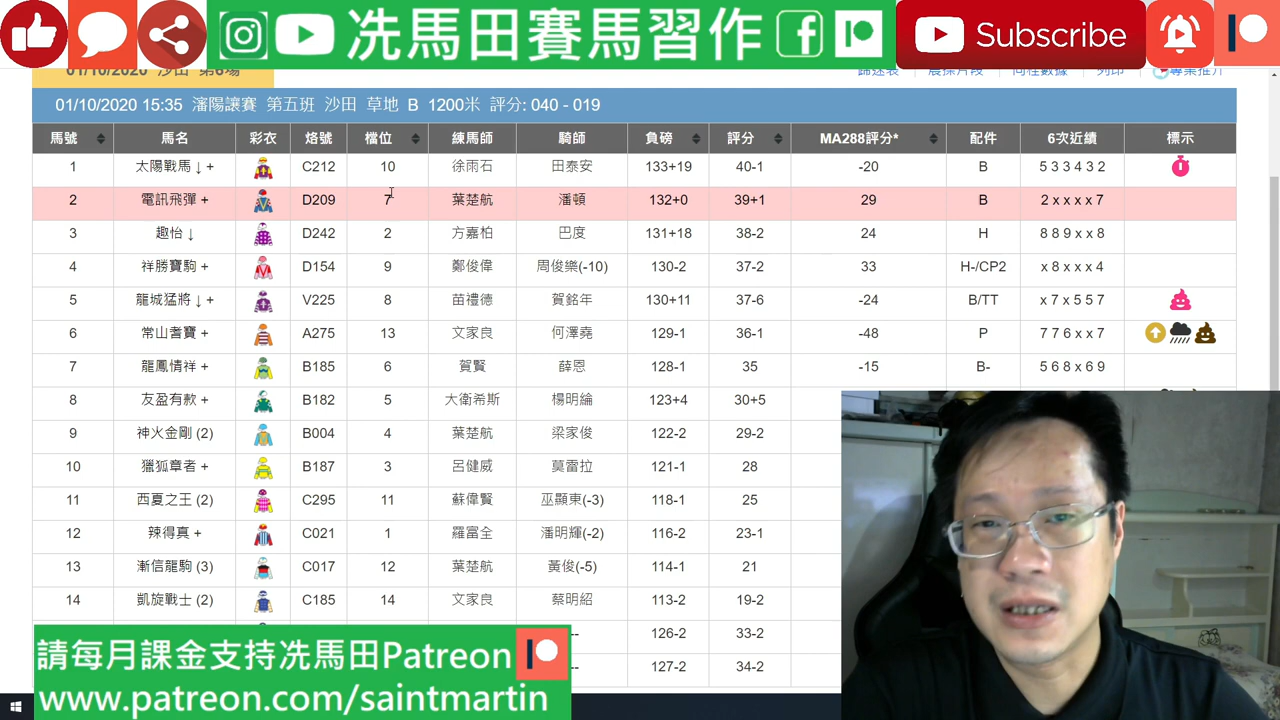 冼馬田賽馬習作
Subscribe
01/10/2020 沙田 第6場
往績表 晨操片段 同程數據 列印 專業推介
01/10/2020 15:35 瀋陽讓賽 第五班 沙田 草地 B 1200米 評分: 040 - 019
馬號 馬名 彩衣 烙號 檔位 練馬師 騎師 負磅 評分 MA288評分* 配件 6次近績 標示
1 太陽戰馬↓+ C212 10 徐雨石 田泰安 133+19 40-1 -20 B 5 3 3 4 3 2
2 電訊飛彈 + D209 7 葉楚航 潘頓 132+0 39+1 29 B 2 x x x x 7
3 趣怡↓ D242 2 方嘉柏 巴度 131+18 38-2 24 H 8 8 9 x x 8
4 祥勝寶駒 + D154 9 鄭俊偉 周俊樂(-10) 130-2 37-2 33 H-/CP2 x 8 x x x 4
5 龍城猛將↓+ V225 8 苗禮德 賀銘年 130+11 37-6 -24 B/TT x 7 x 5 5 7
6 常山耆寶 + A275 13 文家良 何澤堯 129-1 36-1 -48 P 7 7 6 x x 7
7 龍鳳情祥 + B185 6 賀賢 薛恩 128-1 35 -15 B- 5 6 8 x 6 9
8 友盈有款 + B182 5 大衛希斯 楊明綸 123+4 30+5
9 神火金剛 (2) B004 4 葉楚航 梁家俊 122-2 29-2
10 獵狐章者 + B187 3 呂健威 莫雷拉 121-1 28
11 西夏之王 (2) C295 11 蘇偉賢 巫顯東(-3) 118-1 25
12 辣得真 + C021 1 羅富全 潘明輝(-2) 116-2 23-1
13 漸信龍駒 (3) C017 12 葉楚航 黃俊(-5) 114-1 21
14 凱旋戰士 (2) C185 14 文家良 蔡明紹 113-2 19-2
-- 126-2 33-2
-- 127-2 34-2
請每月課金支持冼馬田Patreon
www.patreon.com/saintmartin